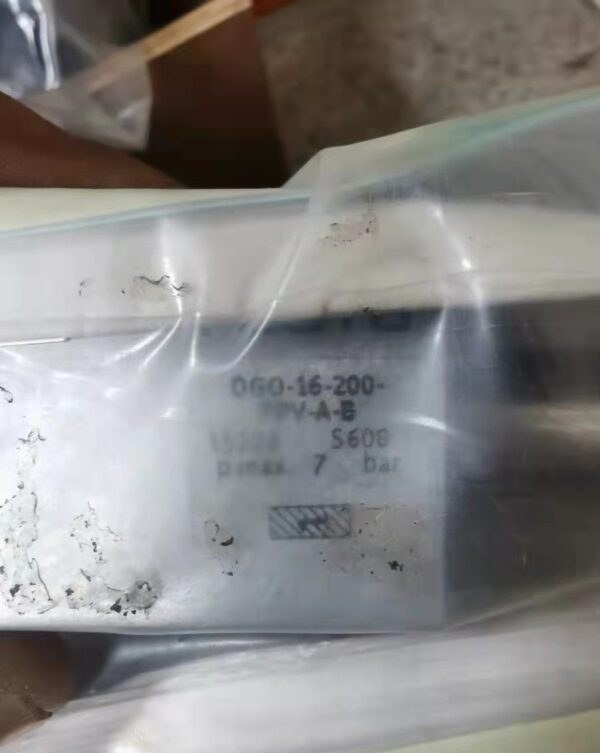 DGO-16-200-
PPV-A-B
S608
pmax. 7 bar